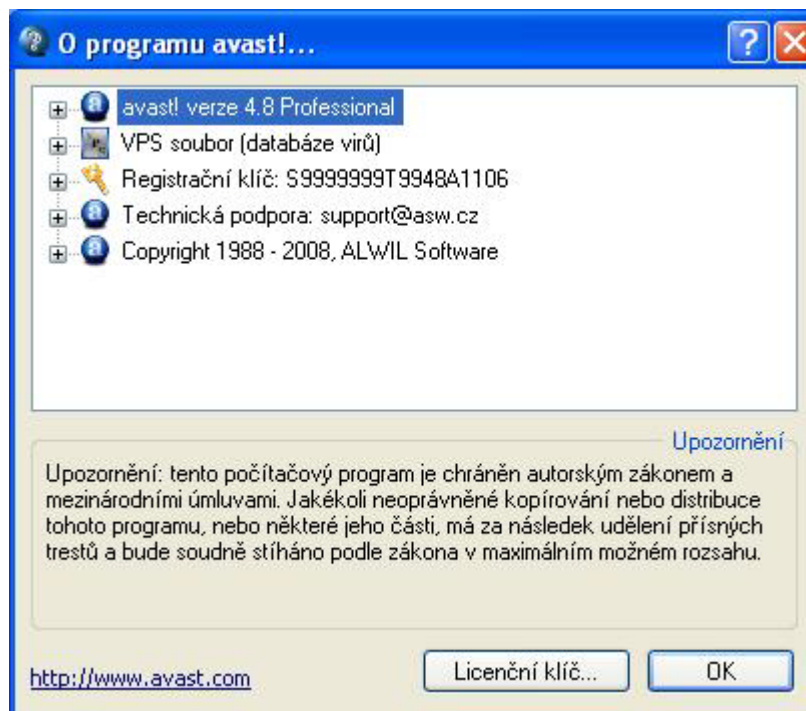 O programu avast!...
avast! verze 4.8 Professional
VPS soubor (databáze virů)
Registrační klíč: S9999999T9948A1106
Technická podpora: support@asw.cz
Copyright 1988 - 2008, ALWIL Software
Upozornění
Upozornění: tento počítačový program je chráněn autorským zákonem a
mezinárodními úmluvami. Jakékoli neoprávněné kopírování nebo distribuce
tohoto programu, nebo některé jeho části, má za následek udělení přísných
trestů a bude soudně stíháno podle zákona v maximálním možném rozsahu.
http://www.avast.com
Licenční klíč...
OK